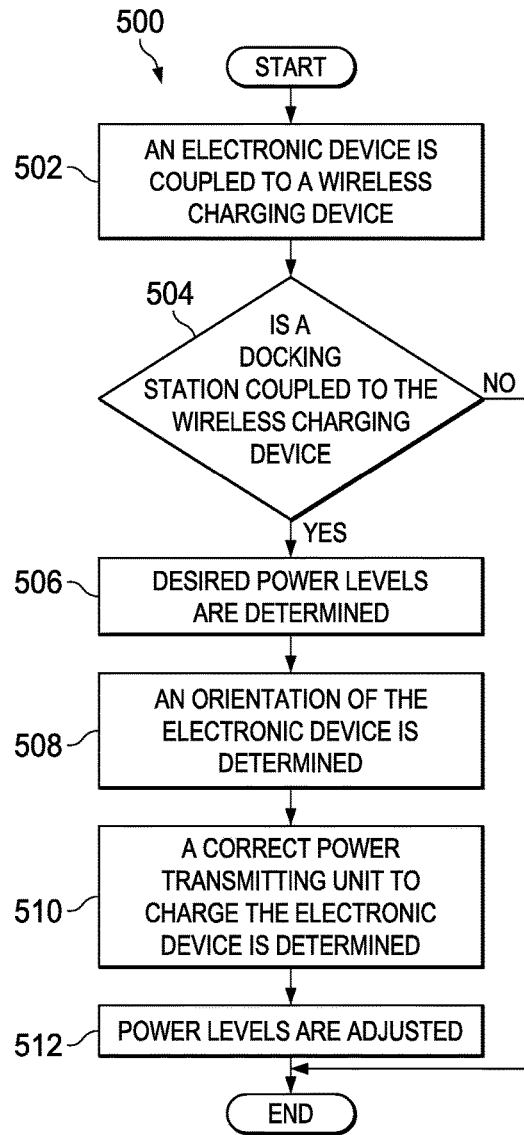 500
START
502
AN ELECTRONIC DEVICE IS
COUPLED TO A WIRELESS
CHARGING DEVICE
504
IS A
DOCKING
STATION COUPLED TO THE
WIRELESS CHARGING
DEVICE
NO
YES
506
DESIRED POWER LEVELS
ARE DETERMINED
508
AN ORIENTATION OF THE
ELECTRONIC DEVICE IS
DETERMINED
510
A CORRECT POWER
TRANSMITTING UNIT TO
CHARGE THE ELECTRONIC
DEVICE IS DETERMINED
512
POWER LEVELS ARE ADJUSTED
END